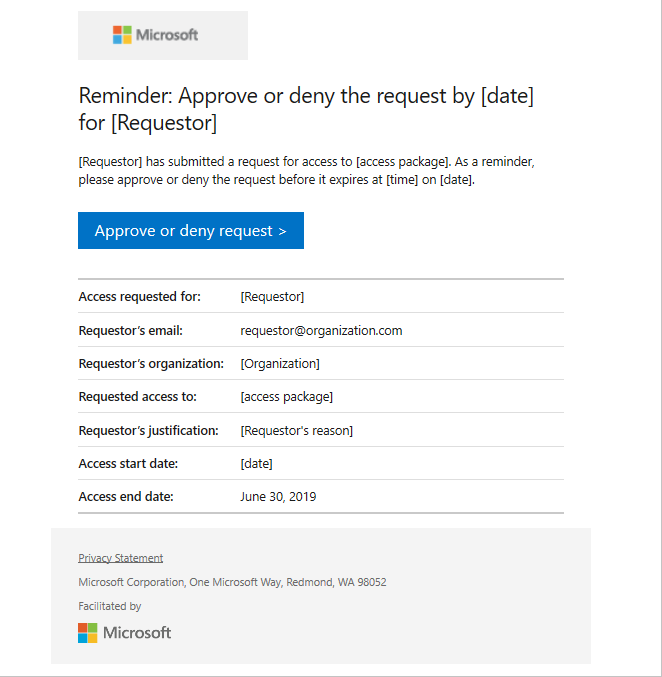 Microsoft
Reminder: Approve or deny the request by [date]
for [Requestor]
[Requestor] has submitted a request for access to [access package]. As a reminder,
please approve or deny the request before it expires at [time] on [date].
Approve or deny request >
Access requested for: [Requestor]
Requestor’s email: requestor@organization.com
Requestor’s organization: [Organization]
Requested access to: [access package]
Requestor’s justification: [Requestor's reason]
Access start date: [date]
Access end date: June 30, 2019
Privacy Statement
Microsoft Corporation, One Microsoft Way, Redmond, WA 98052
Facilitated by
Microsoft